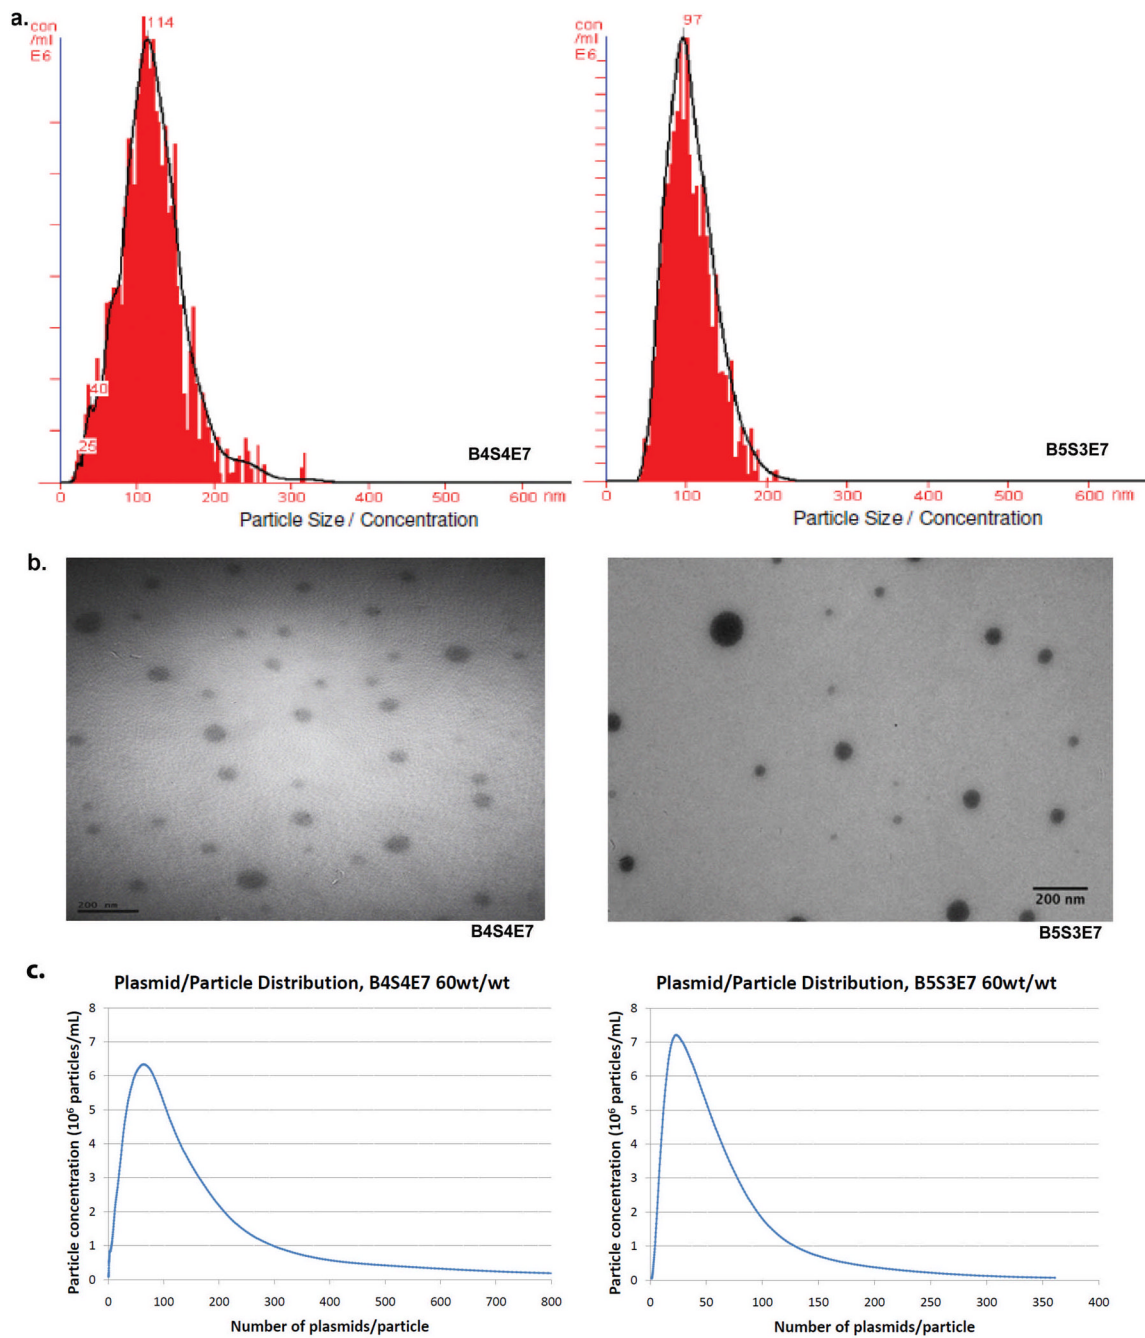 a.
con
/ml
E6
114
40
25
B4S4E7
0 100 200 300 400 500 600 nm
Particle Size / Concentration
con
/ml
E6
97
B5S3E7
0 100 200 300 400 500 600 nm
Particle Size / Concentration
b.
200 nm
B4S4E7
200 nm
B5S3E7
c.
Plasmid/Particle Distribution, B4S4E7 60wt/wt
Particle concentration (10⁶ particles/mL)
8
7
6
5
4
3
2
1
0
0 100 200 300 400 500 600 700 800
Number of plasmids/particle
Plasmid/Particle Distribution, B5S3E7 60wt/wt
Particle concentration (10⁶ particles/mL)
8
7
6
5
4
3
2
1
0
0 50 100 150 200 250 300 350 400
Number of plasmids/particle